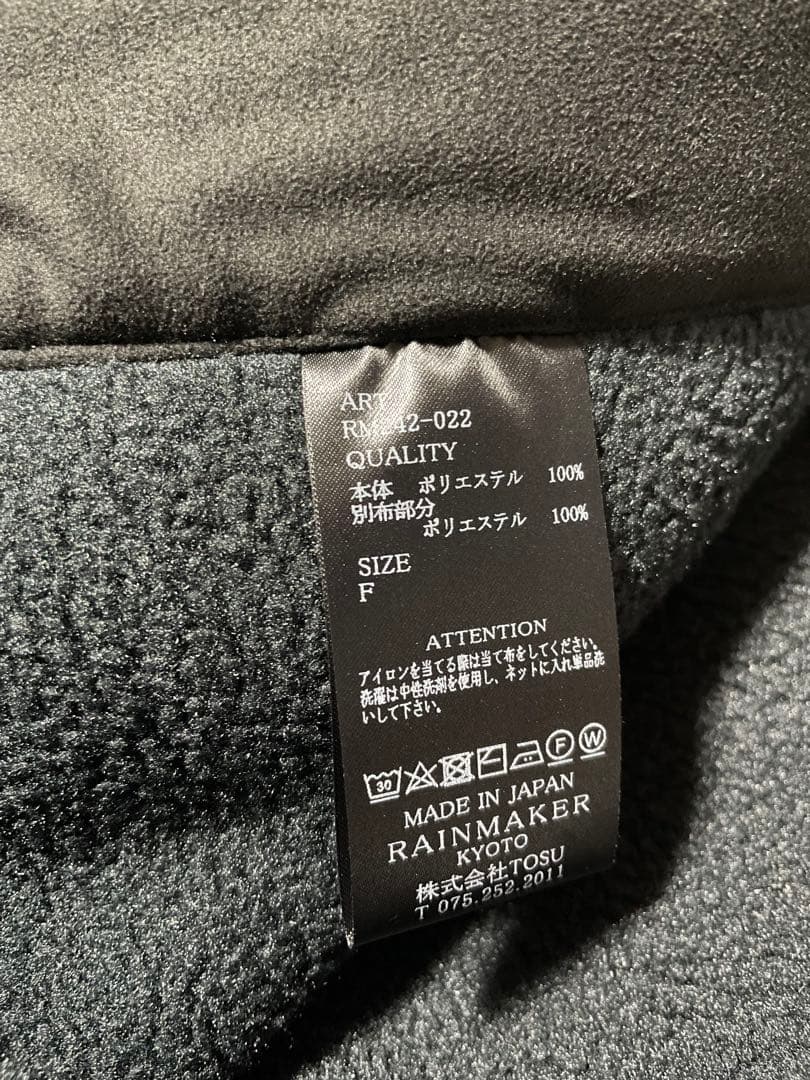 ART
RM242-022
QUALITY
本体 ポリエステル 100%
別布部分
ポリエステル 100%
SIZE
F
ATTENTION
アイロンを当てる際は当て布をしてください。
洗濯は中性洗剤を使用し、ネットに入れ単品洗
いして下さい。
30 F W
MADE IN JAPAN
RAINMAKER
KYOTO
株式会社TOSU
T 075.252.2011